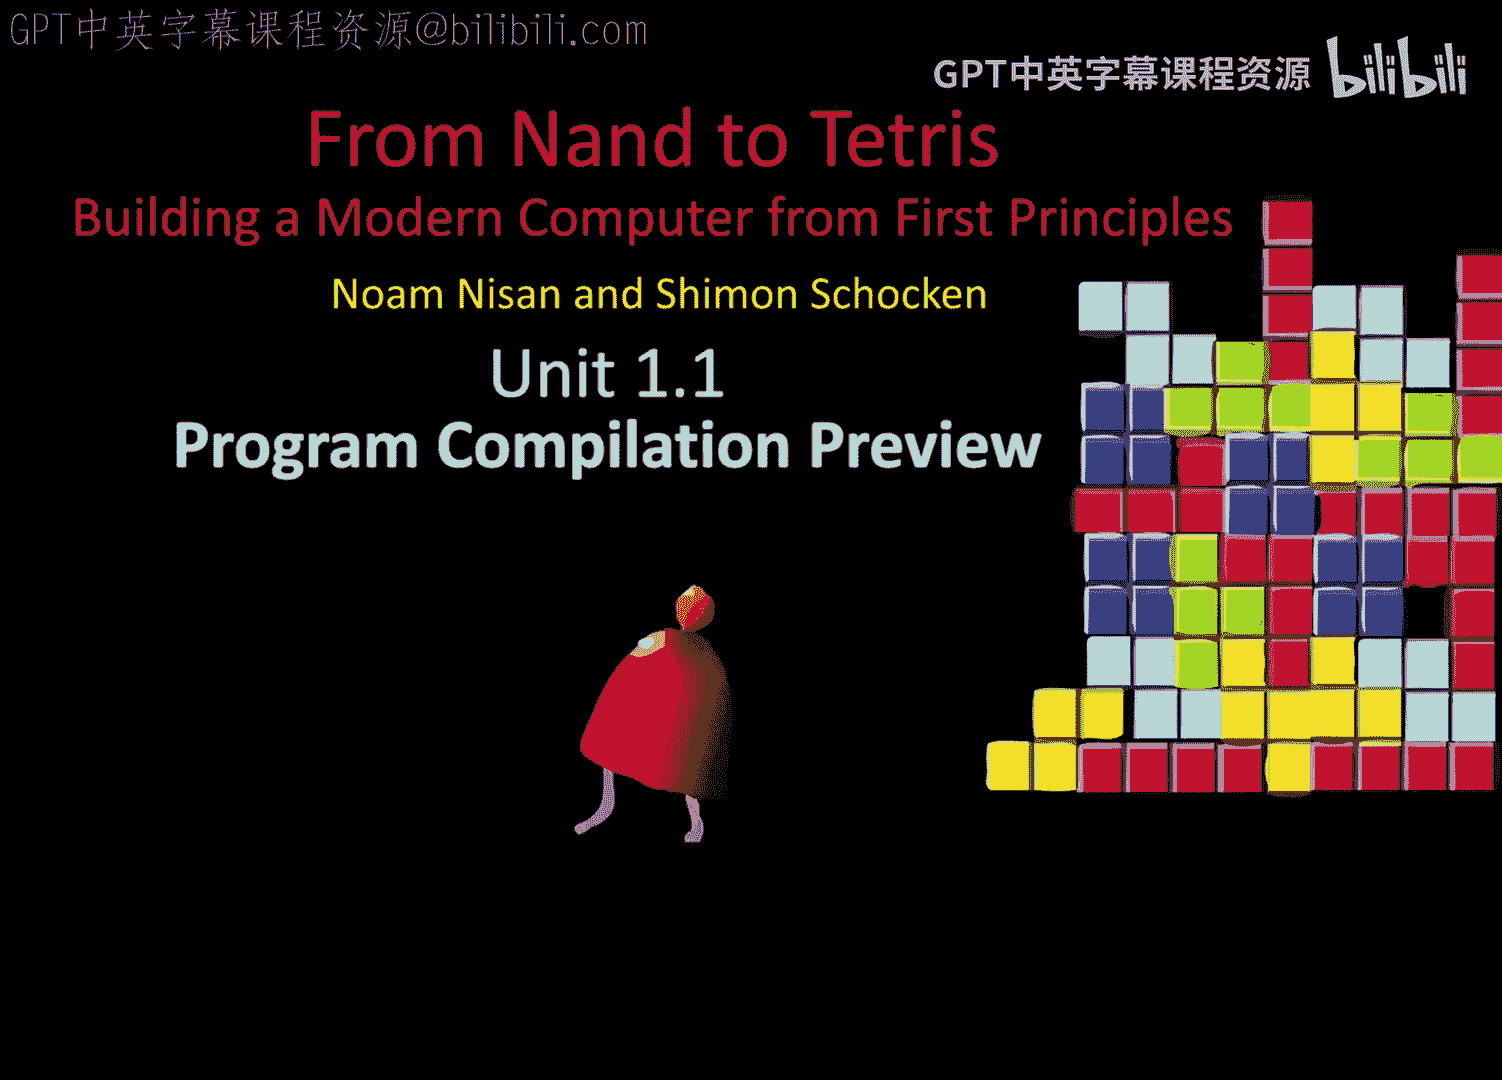 GPT中英字幕课程资源@bilibili.com
GPT中英字幕课程资源 bilibili
From Nand to Tetris
Building a Modern Computer from First Principles
Noam Nisan and Shimon Schocken
Unit 1.1
Program Compilation Preview